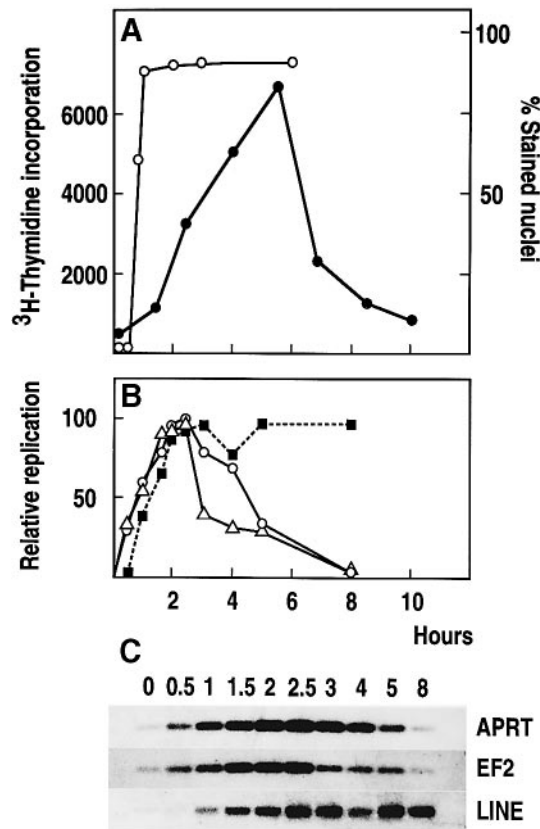 A
³H-Thymidine incorporation
6000
4000
2000
100
50
% Stained nuclei
B
Relative replication
100
50
2 4 6 8 10
Hours
C
0 0.5 1 1.5 2 2.5 3 4 5 8
APRT
EF2
LINE